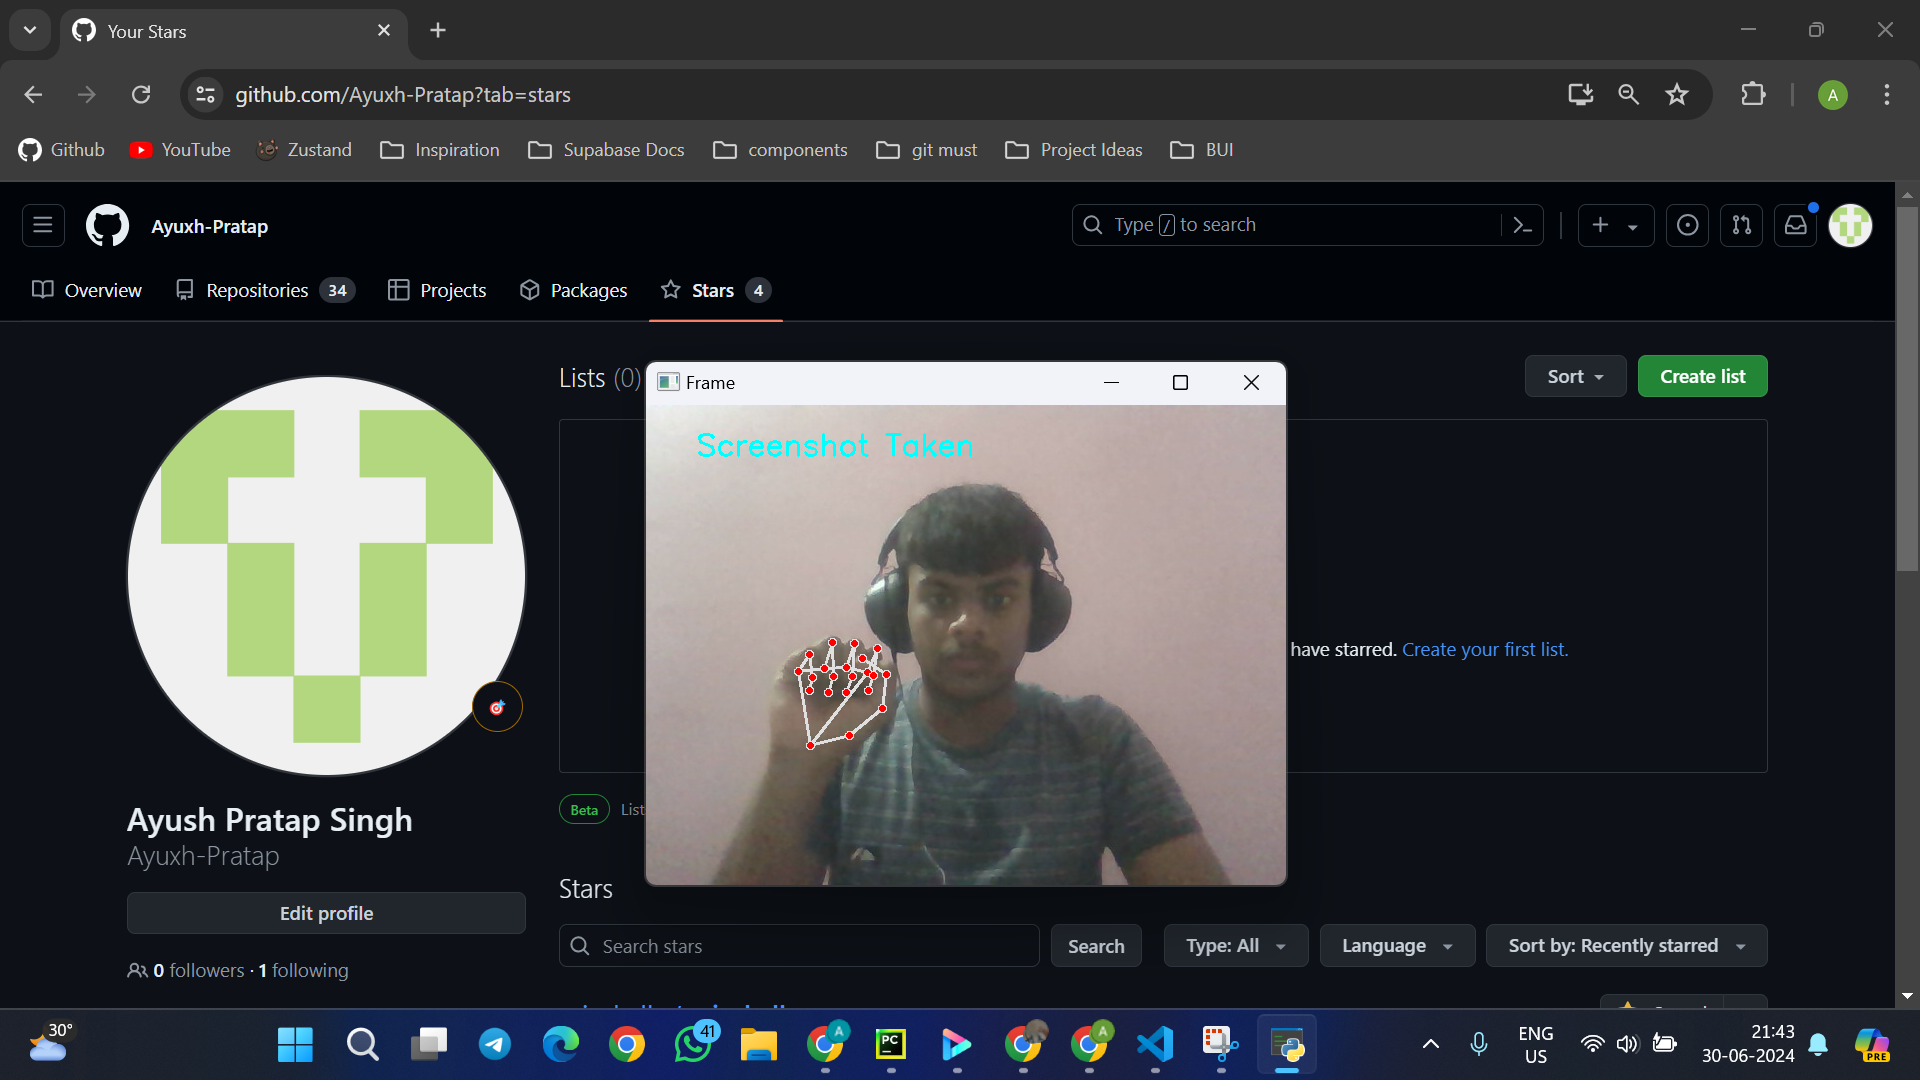 Your Stars
github.com/Ayuxh-Pratap?tab=stars
A
Github YouTube Zustand Inspiration Supabase Docs components git must Project Ideas BUI
Ayuxh-Pratap
Type / to search
Overview Repositories 34 Projects Packages Stars 4
Lists (0)
Sort Create list
Frame
Screenshot Taken
have starred. Create your first list.
Beta List
Ayush Pratap Singh
Ayuxh-Pratap
Edit profile
0 followers · 1 following
Stars
Search stars Search Type: All Language Sort by: Recently starred
30°
41
A
PC
A
ENG
US
21:43
30-06-2024
PRE